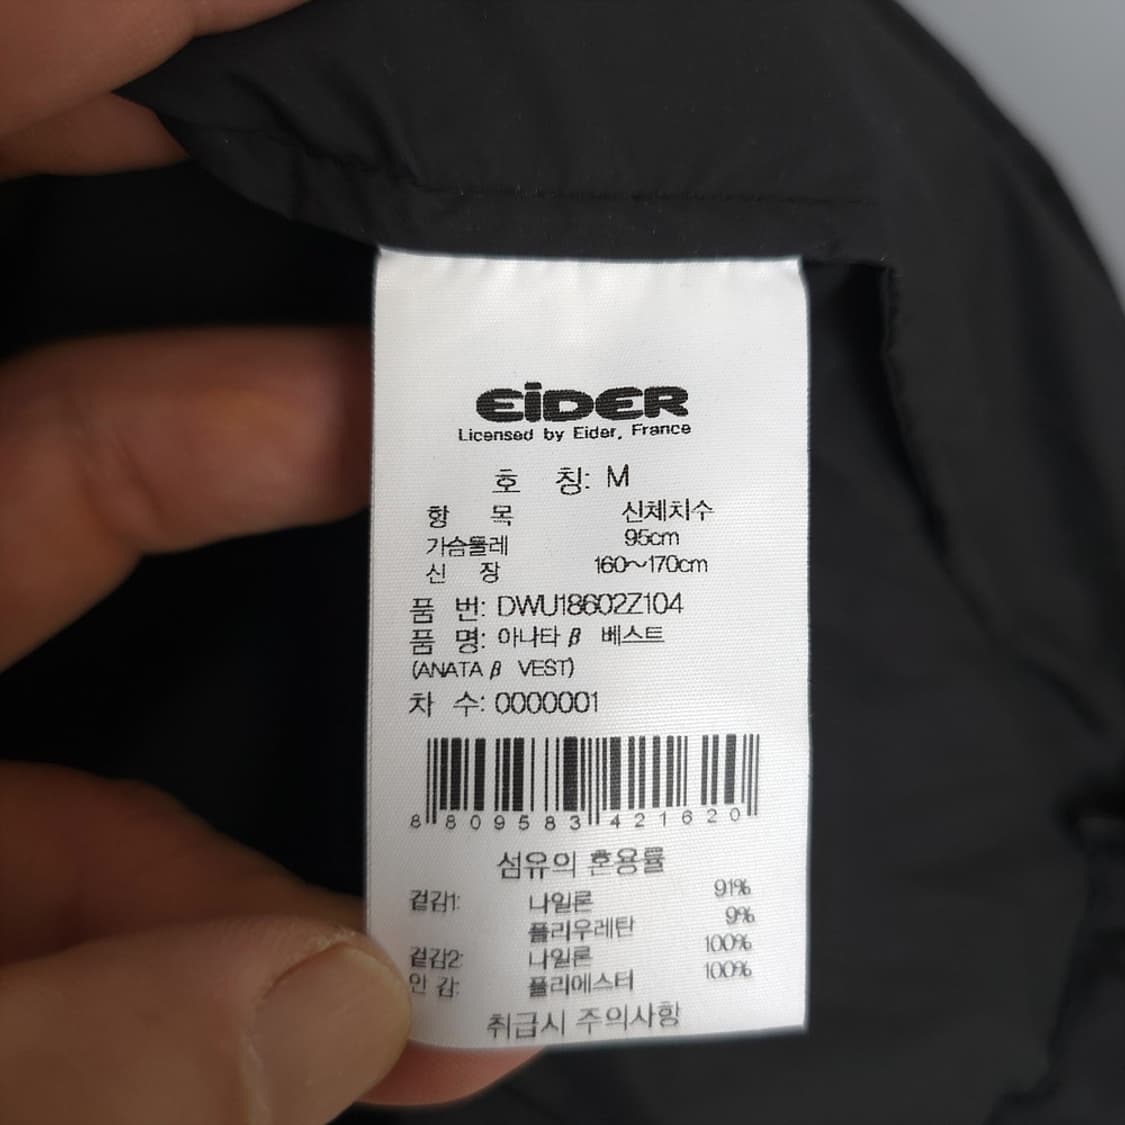 EiDER
Licensed by Eider, France
호 칭: M
항 목 신체치수
가슴둘레 95cm
신 장 160~170cm
품 번: DWU18602Z104
품 명: 아나타 β 베스트
(ANATA β VEST)
차 수: 0000001
8 809583 421620
섬유의 혼용률
겉감1: 나일론 91%
폴리우레탄 9%
겉감2: 나일론 100%
안 감: 폴리에스터 100%
취급시 주의사항